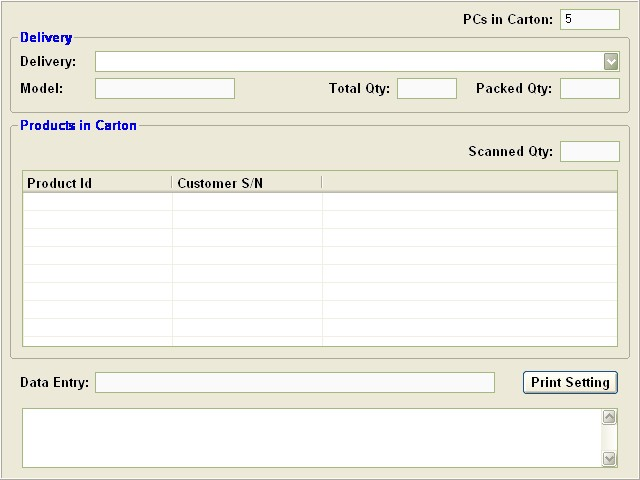 PCs in Carton: 5
Delivery
Delivery:
Model: Total Qty: Packed Qty:
Products in Carton
Scanned Qty:
Product Id Customer S/N
Data Entry: Print Setting